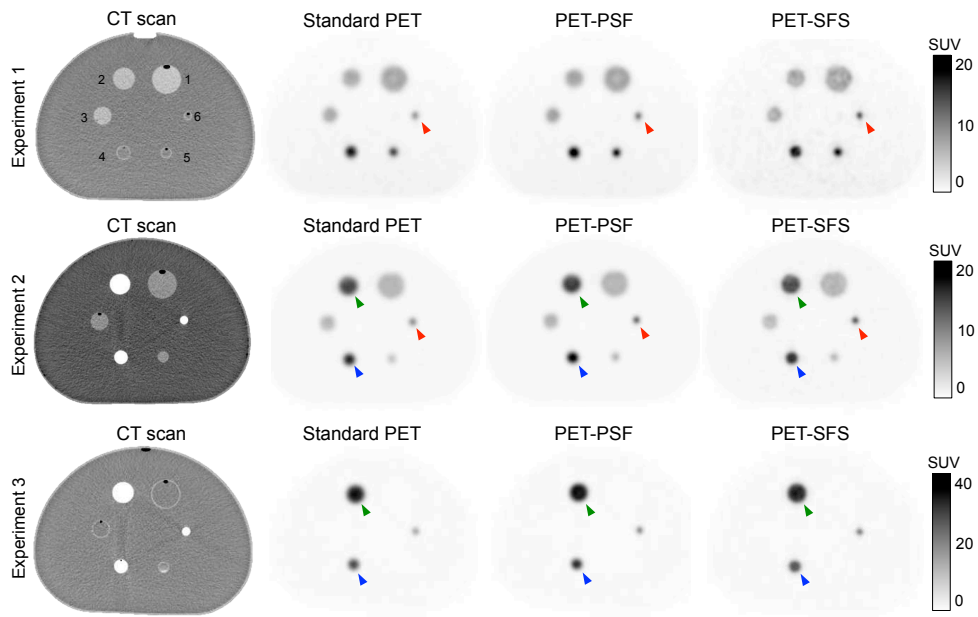 CT scan Standard PET PET-PSF PET-SFS
SUV
Experiment 1
2 1
3 6
4 5
20
10
0
CT scan Standard PET PET-PSF PET-SFS
SUV
Experiment 2
20
10
0
CT scan Standard PET PET-PSF PET-SFS
SUV
Experiment 3
40
20
0